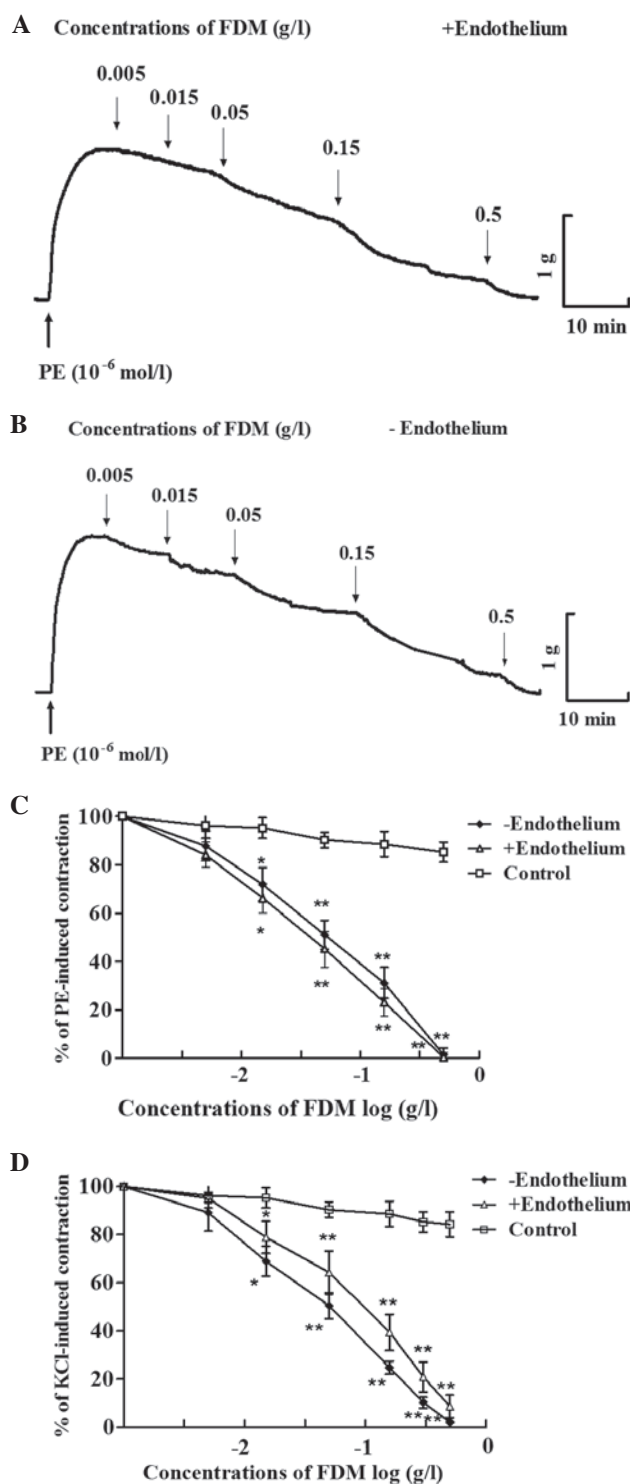 A Concentrations of FDM (g/l) +Endothelium
0.005
0.015
0.05
0.15
0.5
1 g
10 min
PE (10⁻⁶ mol/l)
B Concentrations of FDM (g/l) - Endothelium
0.005
0.015
0.05
0.15
0.5
1 g
10 min
PE (10⁻⁶ mol/l)
C
% of PE-induced contraction
100
80
60
40
20
0
-2 -1 0
Concentrations of FDM log (g/l)
-Endothelium
+Endothelium
Control
*
**
**
*
**
**
** **
D
% of KCl-induced contraction
100
80
60
40
20
0
-2 -1 0
Concentrations of FDM log (g/l)
-Endothelium
+Endothelium
Control
*
**
**
*
**
**
**
**
** **